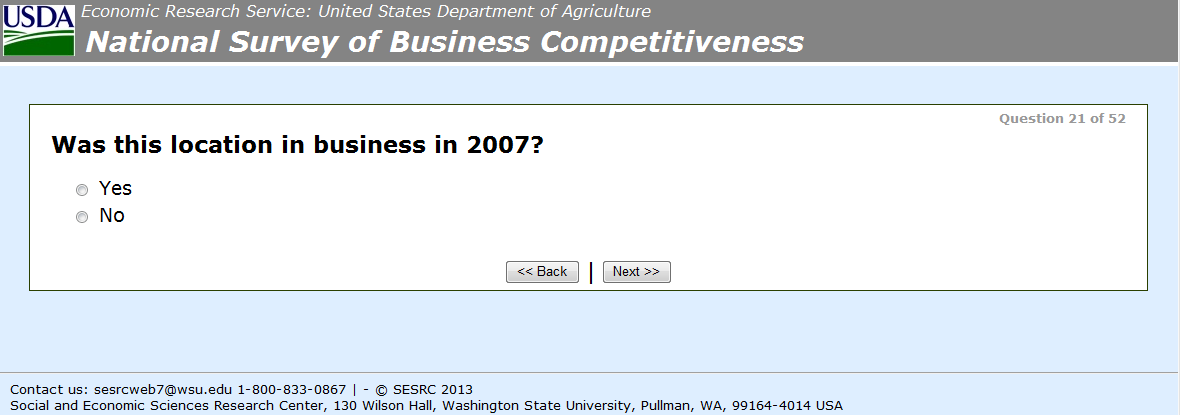 USDA
Economic Research Service: United States Department of Agriculture
National Survey of Business Competitiveness
Question 21 of 52
Was this location in business in 2007?
Yes
No
<< Back | Next >>
Contact us: sesrcweb7@wsu.edu 1-800-833-0867 | - © SESRC 2013
Social and Economic Sciences Research Center, 130 Wilson Hall, Washington State University, Pullman, WA, 99164-4014 USA